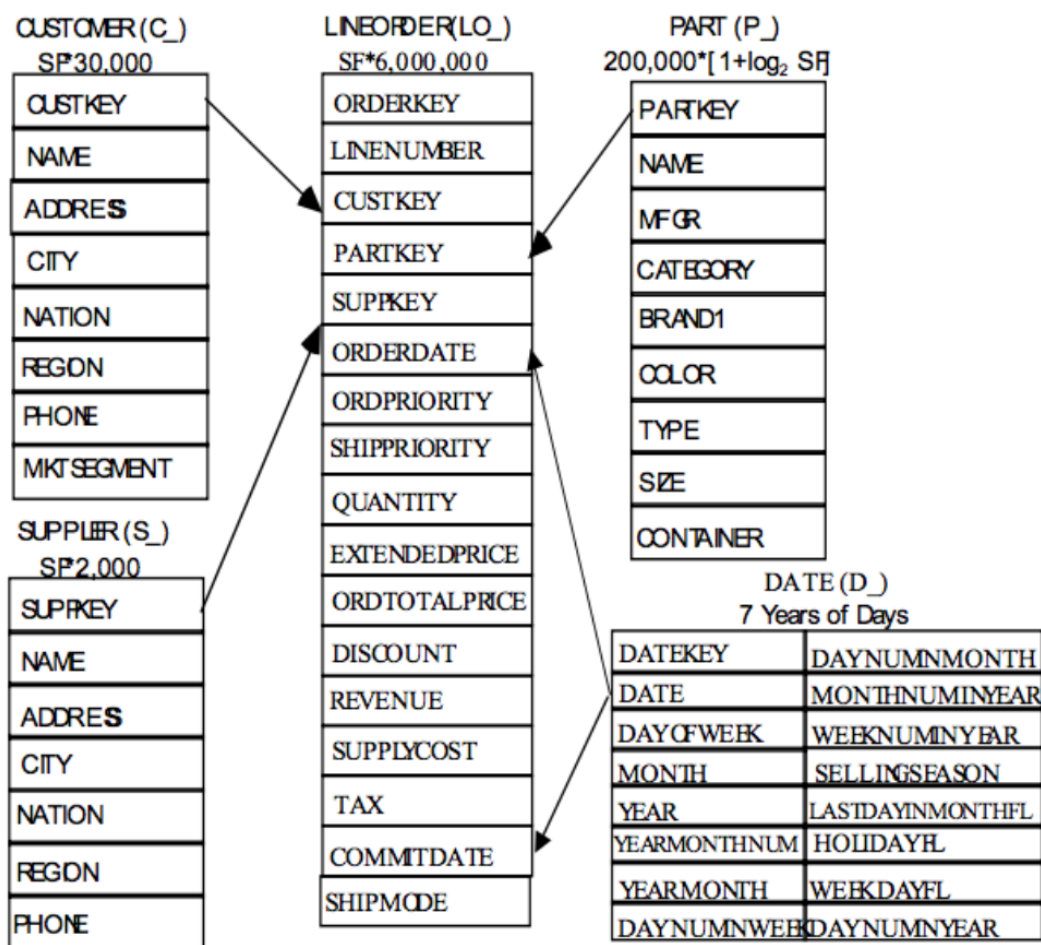 CUSTOMER (C_)
SF*30,000
CUSTKEY
NAME
ADDRESS
CITY
NATION
REGION
PHONE
MKTSEGMENT
SUPPLIER (S_)
SF*2,000
SUPPKEY
NAME
ADDRESS
CITY
NATION
REGION
PHONE
LINEORDER(LO_)
SF*6,000,000
ORDERKEY
LINENUMBER
CUSTKEY
PARTKEY
SUPPKEY
ORDERDATE
ORDPRIORITY
SHIPPRIORITY
QUANTITY
EXTENDEDPRICE
ORDTOTALPRICE
DISCOUNT
REVENUE
SUPPLYCOST
TAX
COMMITDATE
SHIPMODE
PART (P_)
200,000*[1+log₂ SF]
PARTKEY
NAME
MFGR
CATEGORY
BRAND1
COLOR
TYPE
SIZE
CONTAINER
DATE (D_)
7 Years of Days
DATEKEY DAYNUMNMONTH
DATE MONTHNUMINYEAR
DAYOFWEEK WEEKNUMINYEAR
MONTH SELLINGSEASON
YEAR LASTDAYINMONTHFL
YEARMONTHNUM HOLIDAYFL
YEARMONTH WEEKDAYFL
DAYNUMNWEEK DAYNUMNYEAR